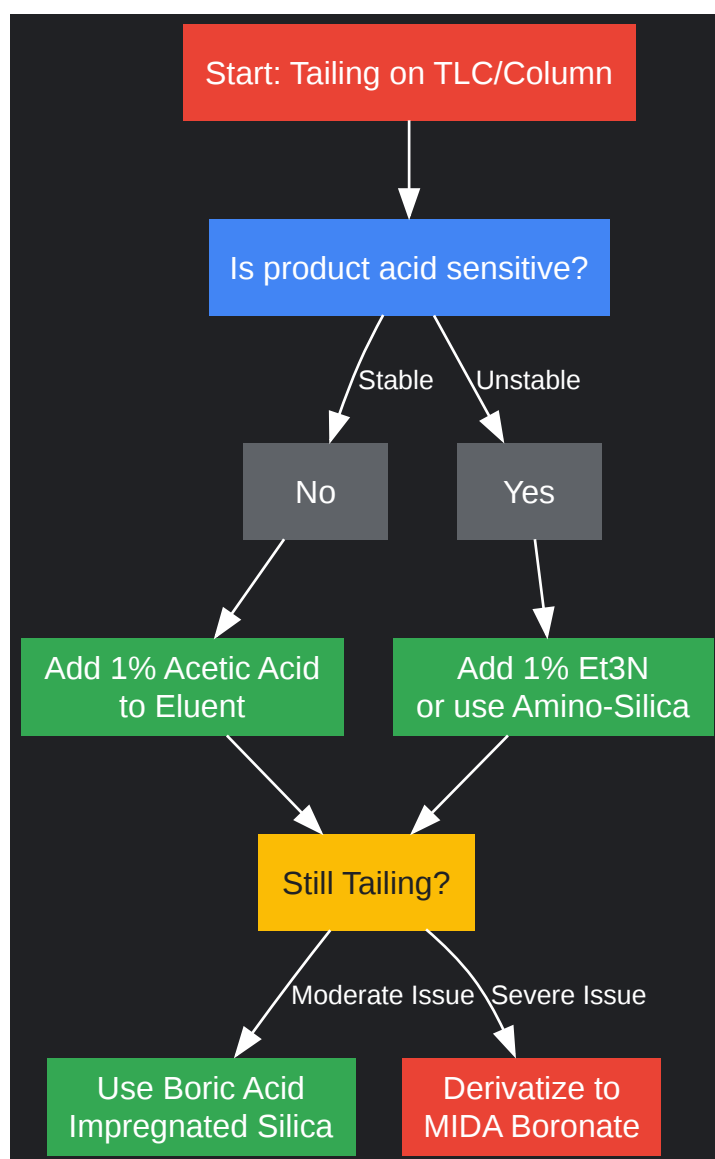 Start: Tailing on TLC/Column
Is product acid sensitive?
Stable
Unstable
No
Yes
Add 1% Acetic Acid
to Eluent
Add 1% Et3N
or use Amino-Silica
Still Tailing?
Moderate Issue
Severe Issue
Use Boric Acid
Impregnated Silica
Derivatize to
MIDA Boronate